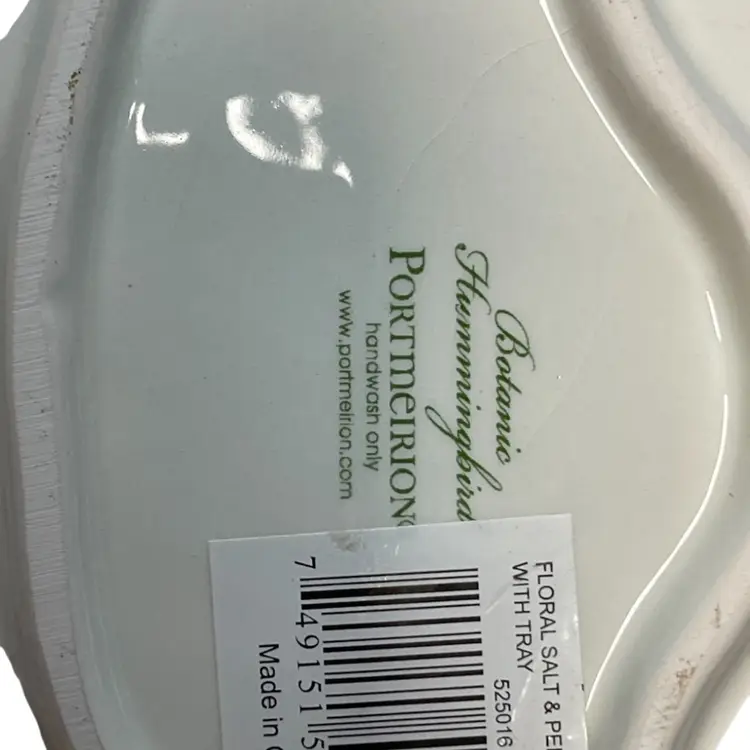 Botanic
Hummingbird
PORTMEIRION
handwash only
www.portmeirion.com
FLORAL SALT & PE
WITH TRAY
525016
7 49151 5
Made in